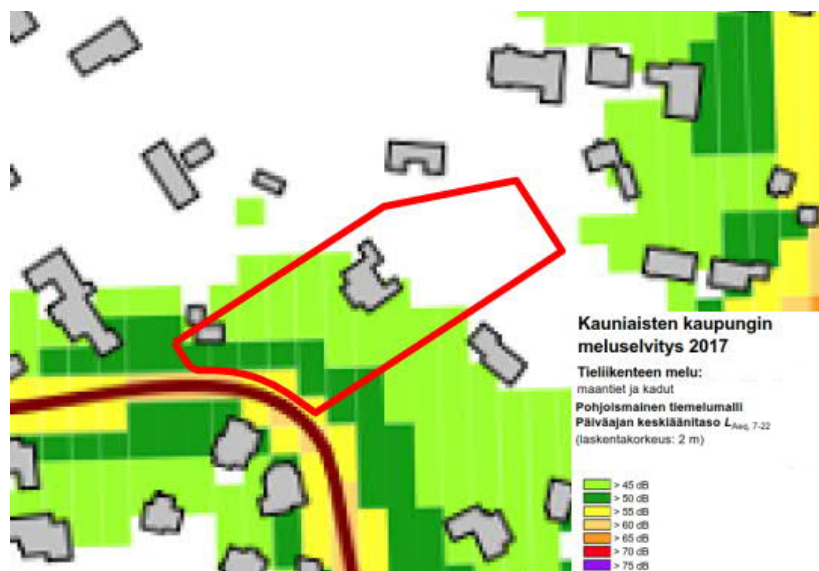 Kauniaisten kaupungin
meluselvitys 2017
Tieliikenteen melu:
maantiet ja kadut
Pohjoismainen tiemelumalli
Päiväajan keskiäänitaso LAeq, 7-22
(laskentakorkeus: 2 m)
> 45 dB
> 50 dB
> 55 dB
> 60 dB
> 65 dB
> 70 dB
> 75 dB